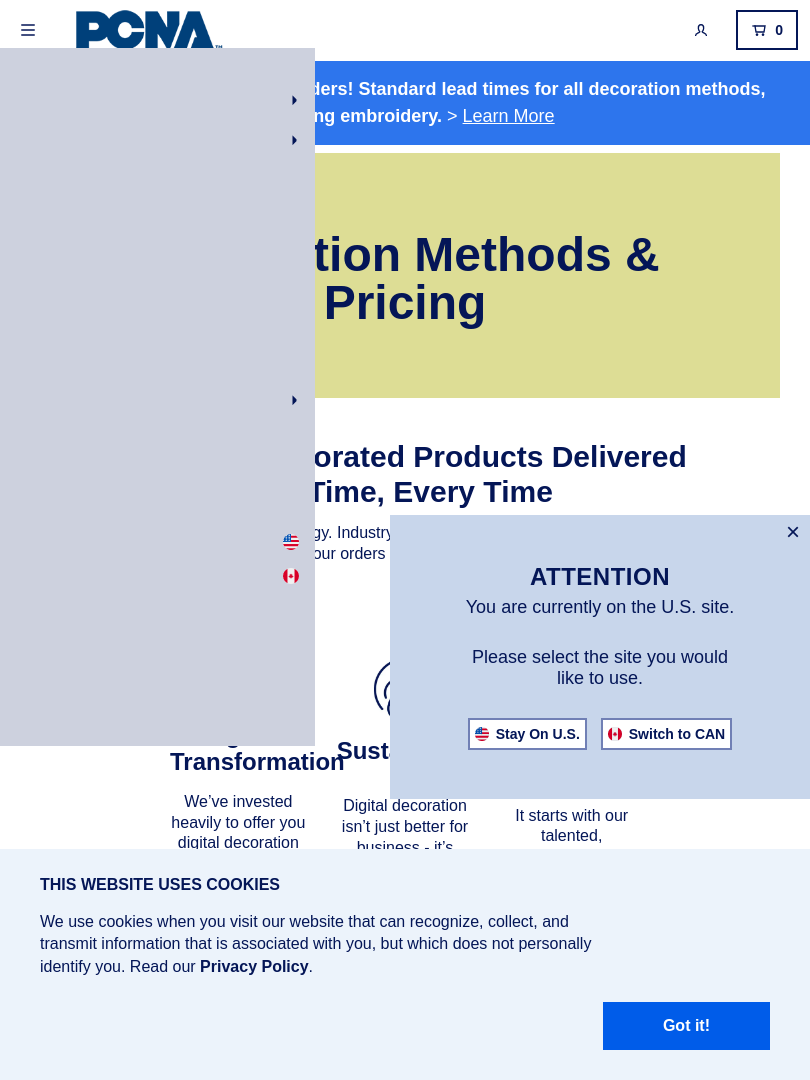 PCNA™
0
ders! Standard lead times for all decoration methods,
ng embroidery. > Learn More
tion Methods &
Pricing
orated Products Delivered
Time, Every Time
gy. Industry
our orders
ATTENTION
You are currently on the U.S. site.
Please select the site you would
like to use.
Stay On U.S.
Switch to CAN
Transformation
Susta
We've invested
heavily to offer you
digital decoration
Digital decoration
isn't just better for
business - it's
It starts with our
talented,
THIS WEBSITE USES COOKIES
We use cookies when you visit our website that can recognize, collect, and
transmit information that is associated with you, but which does not personally
identify you. Read our Privacy Policy.
Got it!